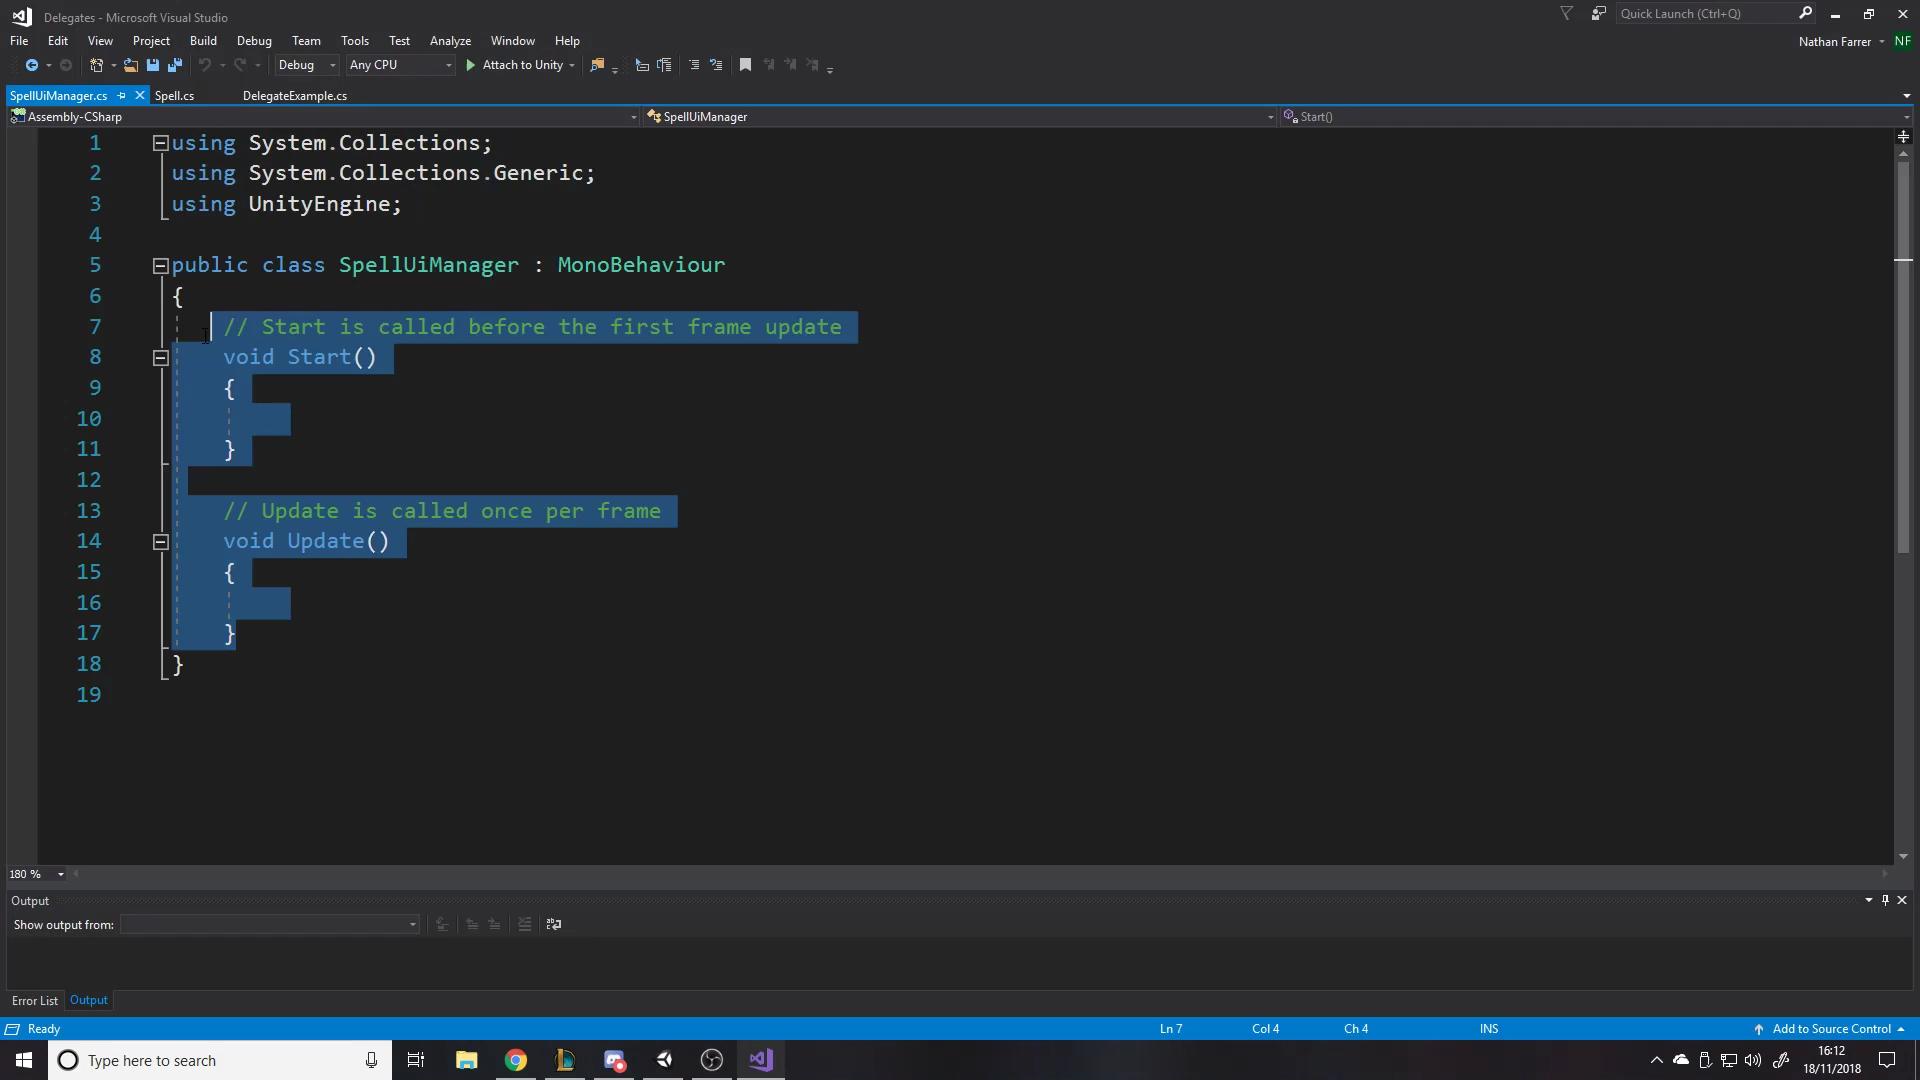 Delegates - Microsoft Visual Studio
Quick Launch (Ctrl+Q)
File Edit View Project Build Debug Team Tools Test Analyze Window Help
Nathan Farrer NF
Debug Any CPU Attach to Unity
SpellUiManager.cs Spell.cs DelegateExample.cs
Assembly-CSharp SpellUiManager Start()
1 using System.Collections;
2 using System.Collections.Generic;
3 using UnityEngine;
4
5 public class SpellUiManager : MonoBehaviour
6 {
7 // Start is called before the first frame update
8 void Start()
9 {
10
11 }
12
13 // Update is called once per frame
14 void Update()
15 {
16
17 }
18 }
19
180 %
Output
Show output from:
Error List Output
Ready Ln 7 Col 4 Ch 4 INS Add to Source Control
Type here to search
16:12
18/11/2018